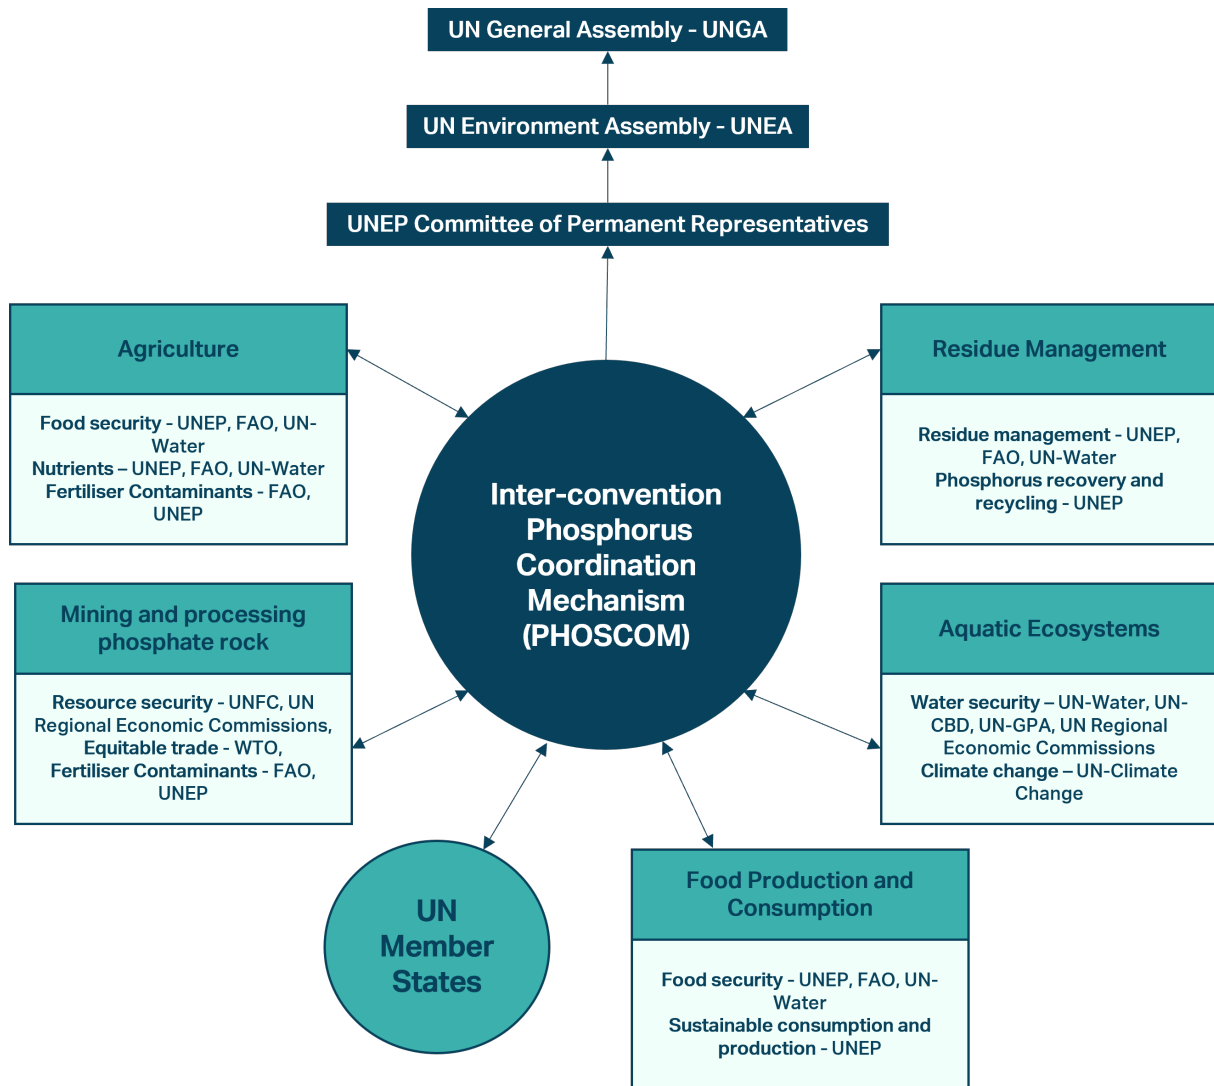 UN General Assembly - UNGA
UN Environment Assembly - UNEA
UNEP Committee of Permanent Representatives
Agriculture
Food security - UNEP, FAO, UN-
Water
Nutrients – UNEP, FAO, UN-Water
Fertiliser Contaminants - FAO,
UNEP
Residue Management
Residue management - UNEP,
FAO, UN-Water
Phosphorus recovery and
recycling - UNEP
Inter-convention
Phosphorus
Coordination
Mechanism
(PHOSCOM)
Mining and processing
phosphate rock
Resource security - UNFC, UN
Regional Economic Commissions,
Equitable trade - WTO,
Fertiliser Contaminants - FAO,
UNEP
Aquatic Ecosystems
Water security – UN-Water, UN-
CBD, UN-GPA, UN Regional
Economic Commissions
Climate change – UN-Climate
Change
UN
Member
States
Food Production and
Consumption
Food security - UNEP, FAO, UN-
Water
Sustainable consumption and
production - UNEP